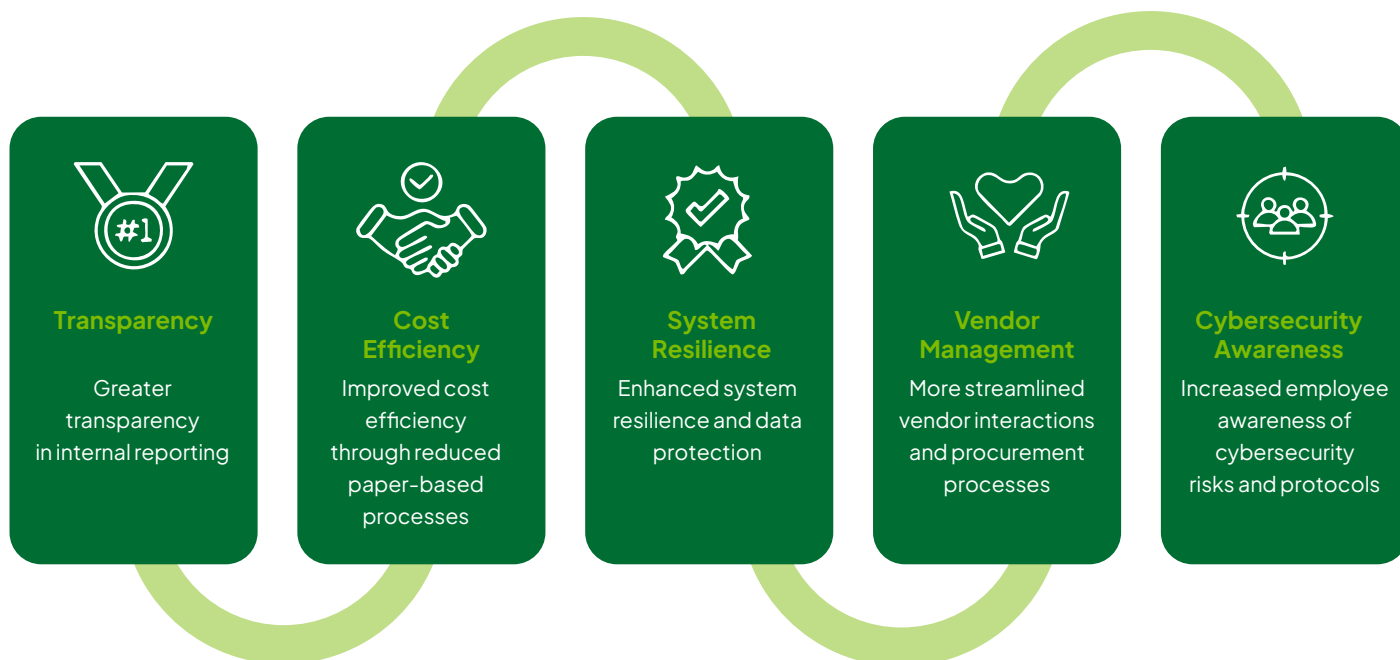 #1
Transparency
Greater
transparency
in internal reporting
Cost
Efficiency
Improved cost
efficiency
through reduced
paper-based
processes
System
Resilience
Enhanced system
resilience and data
protection
Vendor
Management
More streamlined
vendor interactions
and procurement
processes
Cybersecurity
Awareness
Increased employee
awareness of
cybersecurity
risks and protocols